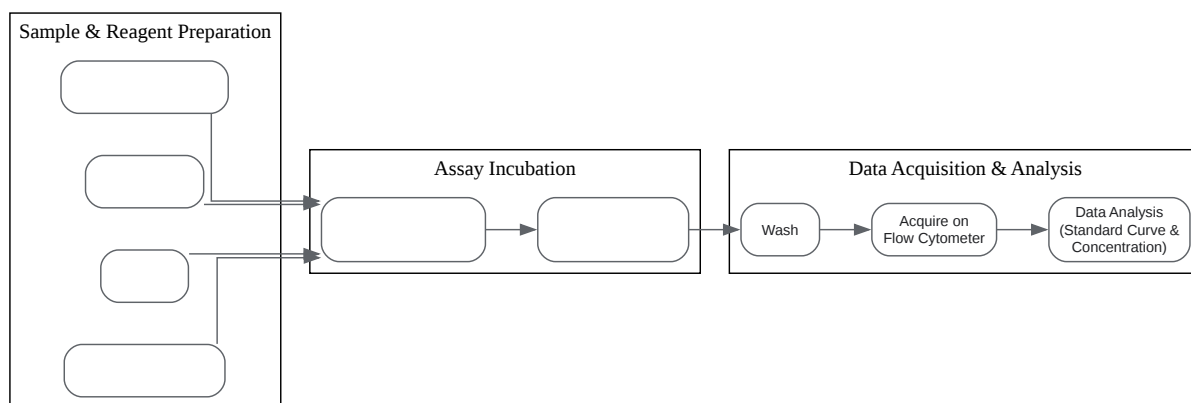 Sample & Reagent Preparation
Assay Incubation
Data Acquisition & Analysis
Wash
Acquire on
Flow Cytometer
Data Analysis
(Standard Curve &
Concentration)